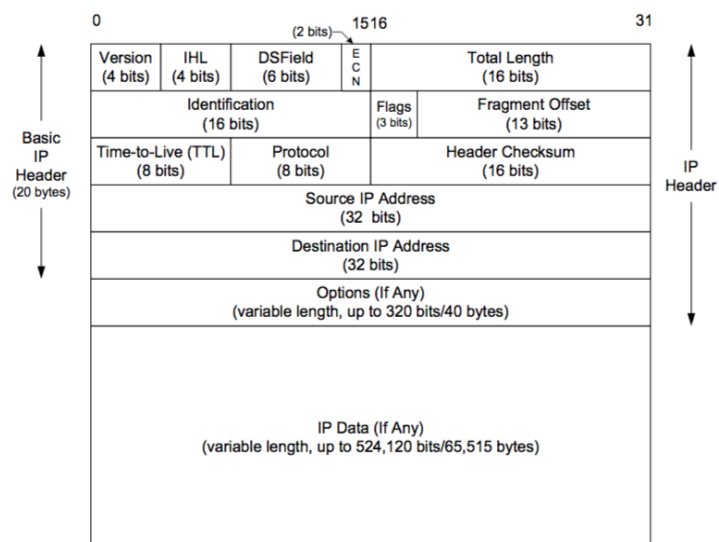 0
15 16
31
(2 bits)
Version
(4 bits)
IHL
(4 bits)
DSField
(6 bits)
E
C
N
Total Length
(16 bits)
Identification
(16 bits)
Flags
(3 bits)
Fragment Offset
(13 bits)
Time-to-Live (TTL)
(8 bits)
Protocol
(8 bits)
Header Checksum
(16 bits)
Source IP Address
(32 bits)
Destination IP Address
(32 bits)
Options (If Any)
(variable length, up to 320 bits/40 bytes)
IP Data (If Any)
(variable length, up to 524,120 bits/65,515 bytes)
Basic
IP
Header
(20 bytes)
IP
Header